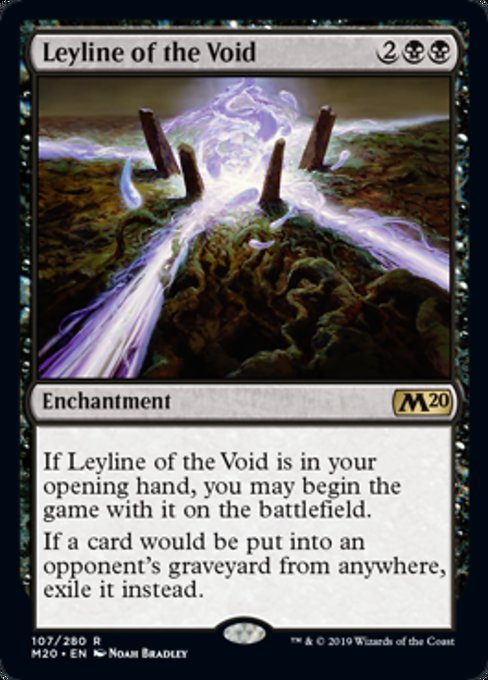 Leyline of the Void 2
Enchantment M20
If Leyline of the Void is in your
opening hand, you may begin the
game with it on the battlefield.
If a card would be put into an
opponent's graveyard from anywhere,
exile it instead.
107/280 R ™ & © 2019 Wizards of the Coast
M20 • EN Noah Bradley